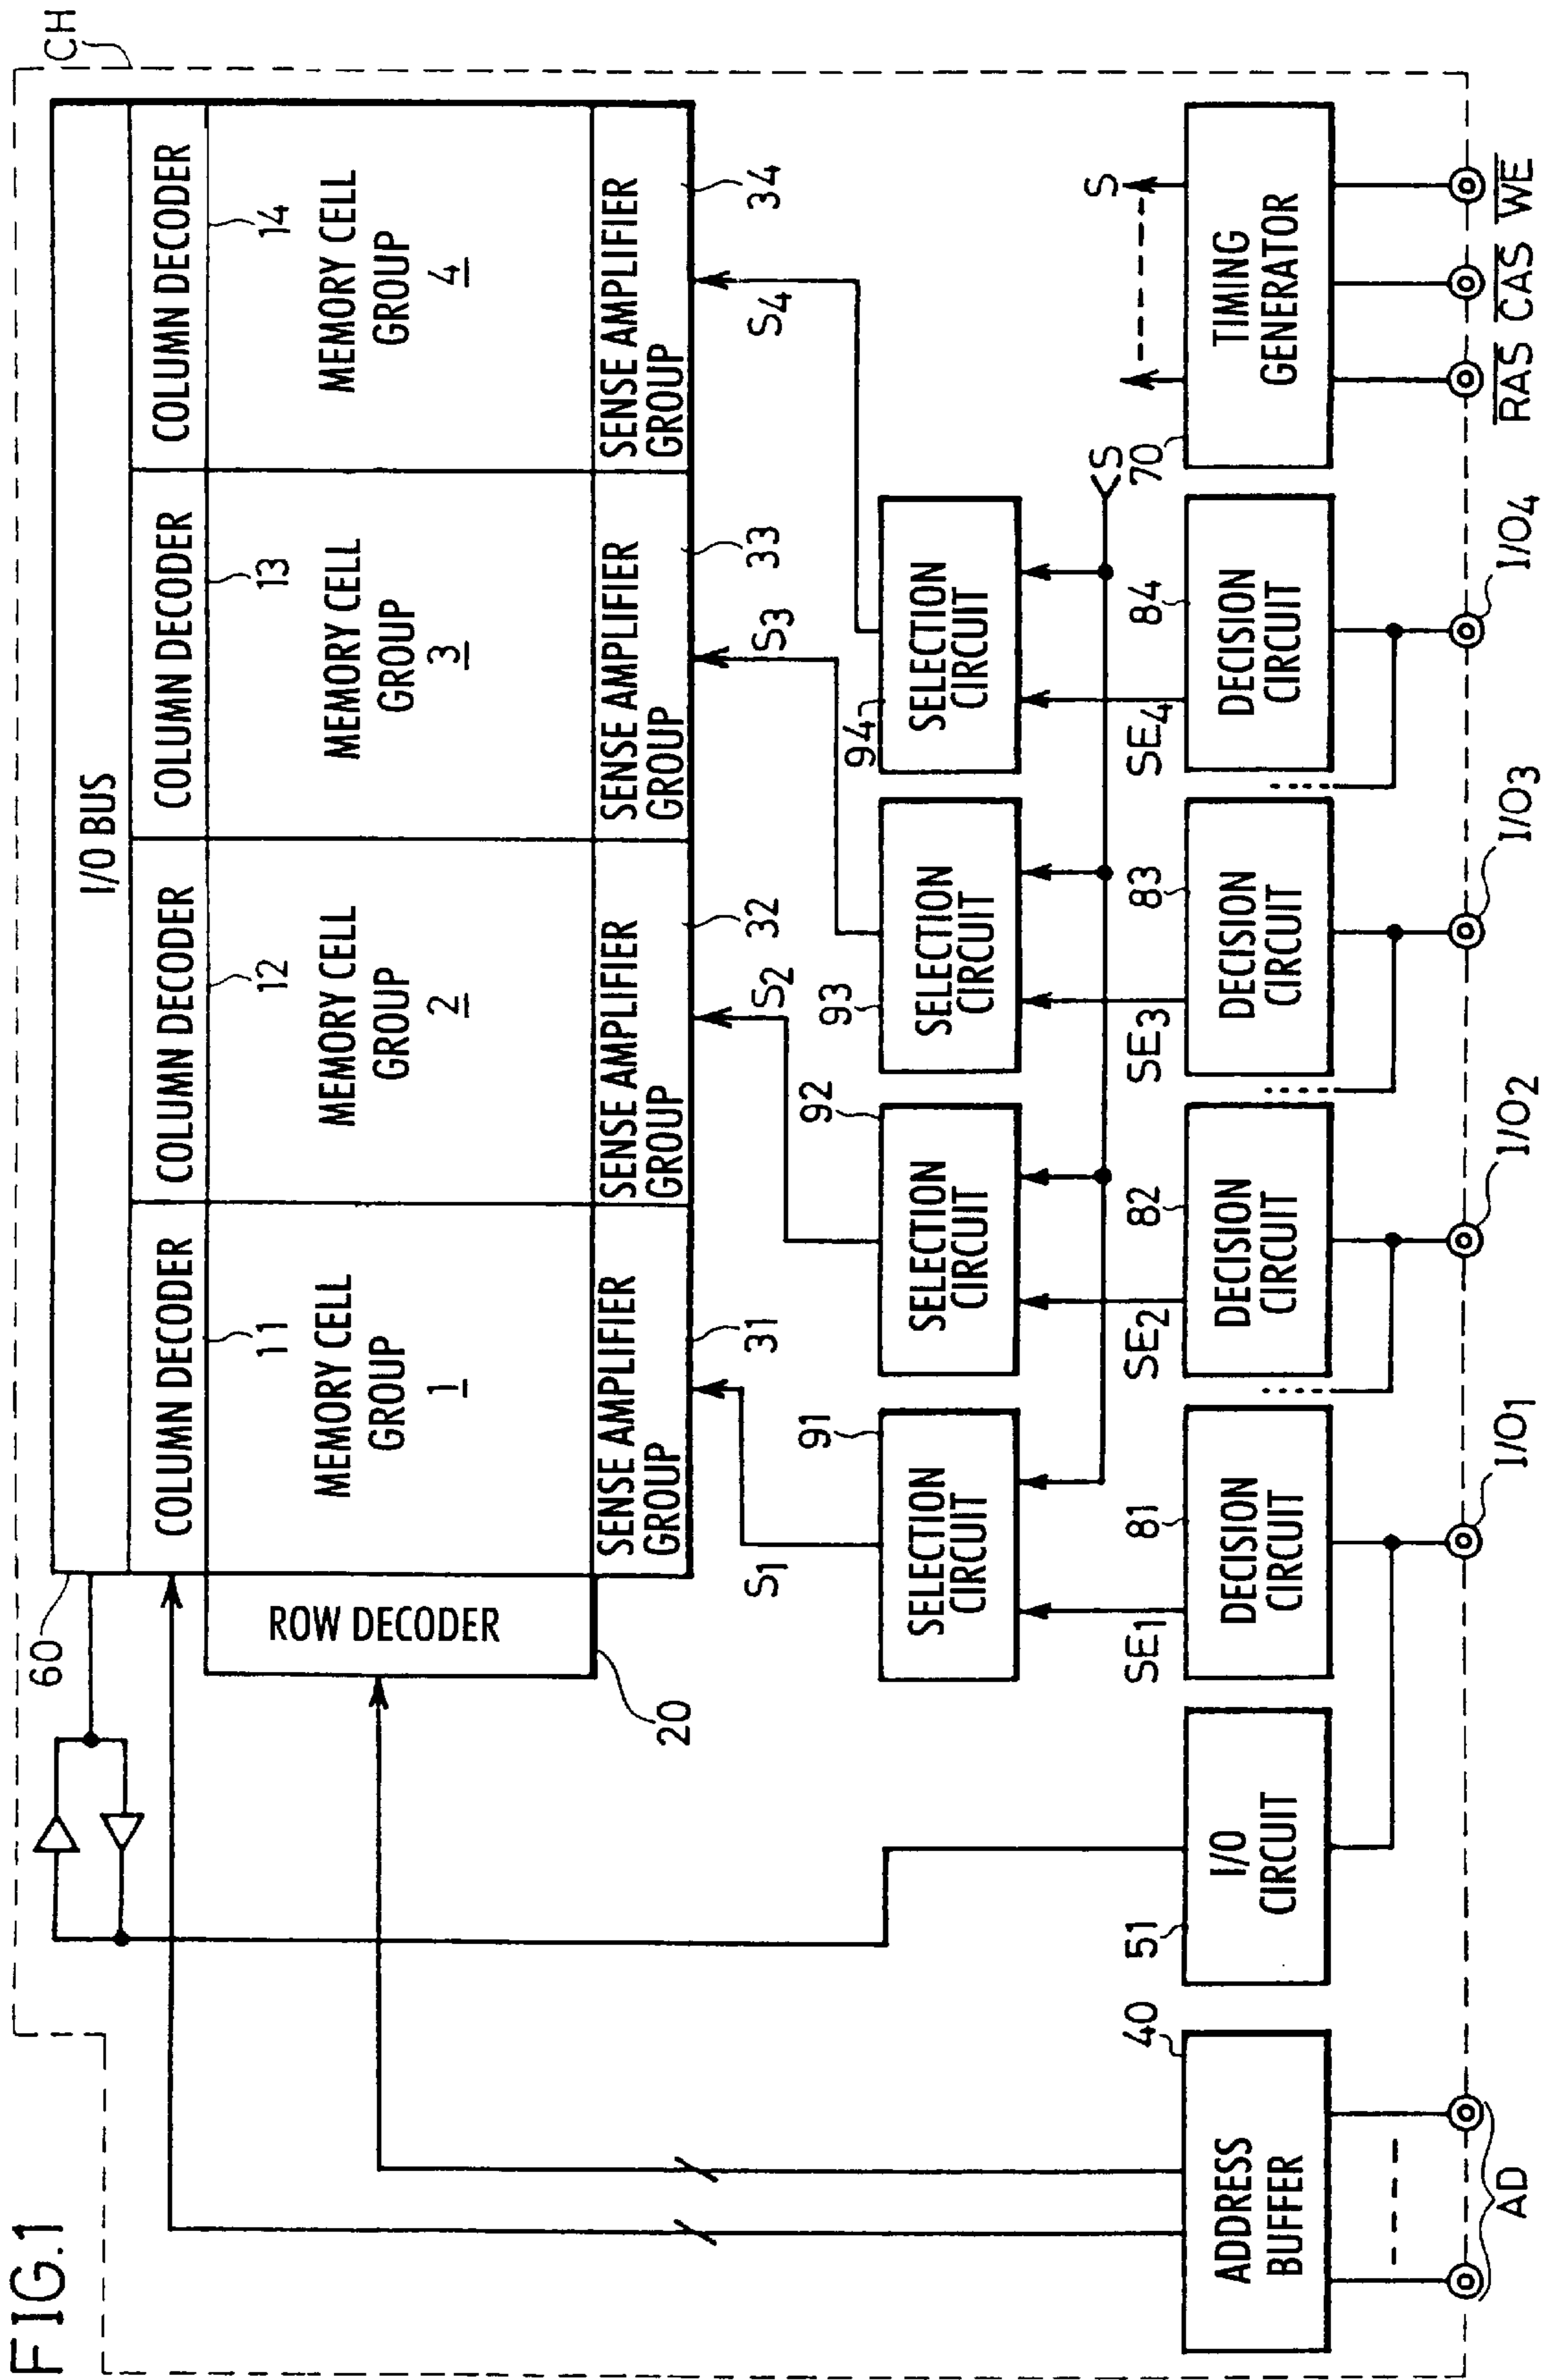 FIG.1
CH
60
I/O BUS
COLUMN DECODER
COLUMN DECODER
COLUMN DECODER
COLUMN DECODER
11
12
13
14
ROW DECODER
20
MEMORY CELL
GROUP
1
MEMORY CELL
GROUP
2
MEMORY CELL
GROUP
3
MEMORY CELL
GROUP
4
SENSE AMPLIFIER
GROUP
SENSE AMPLIFIER
GROUP
SENSE AMPLIFIER
GROUP
SENSE AMPLIFIER
GROUP
31
32
33
34
S1
S2
S3
S4
91
SELECTION
CIRCUIT
92
SELECTION
CIRCUIT
93
SELECTION
CIRCUIT
94
SELECTION
CIRCUIT
S
S
40
ADDRESS
BUFFER
51
I/O
CIRCUIT
SE1
81
DECISION
CIRCUIT
SE2
82
DECISION
CIRCUIT
SE3
83
DECISION
CIRCUIT
SE4
84
DECISION
CIRCUIT
70
TIMING
GENERATOR
AD
I/O1
I/O2
I/O3
I/O4
RAS CAS WE